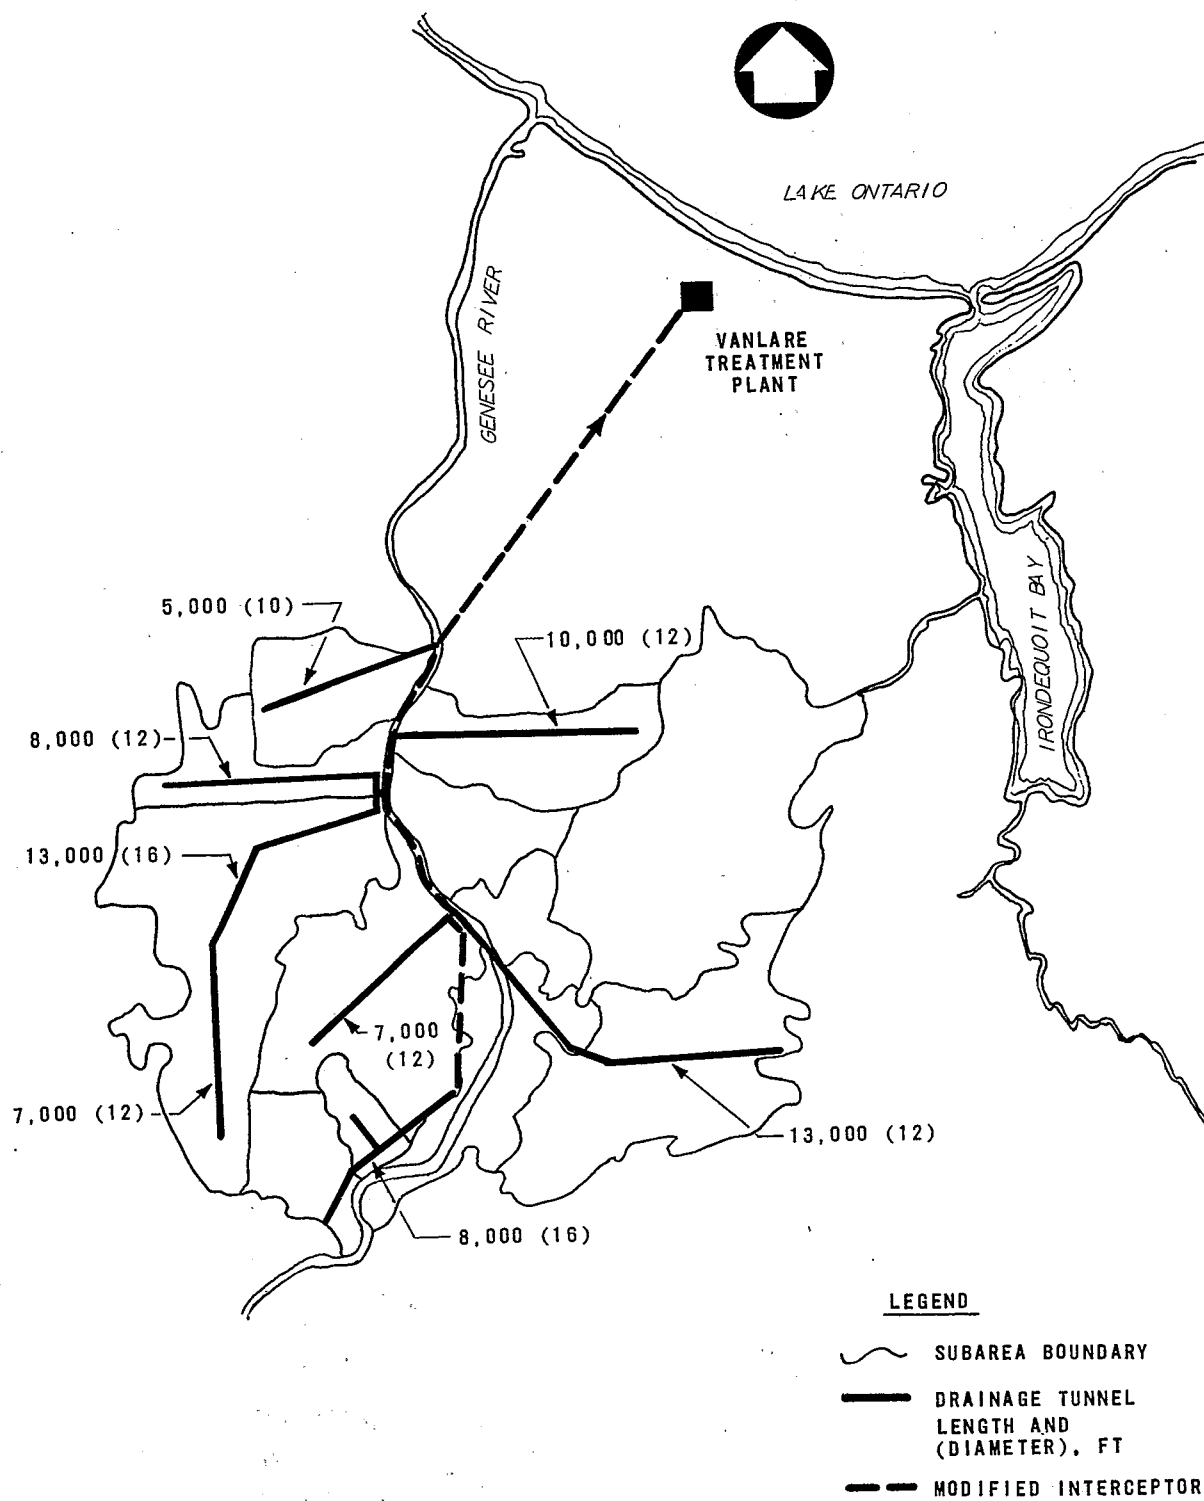 LAKE ONTARIO
GENESEE RIVER
VANLARE
TREATMENT
PLANT
5,000 (10)
10,000 (12)
IRONDEQUOIT BAY
8,000 (12)
13,000 (16)
7,000
(12)
7,000 (12)
13,000 (12)
8,000 (16)
LEGEND
SUBAREA BOUNDARY
DRAINAGE TUNNEL
LENGTH AND
(DIAMETER), FT
MODIFIED INTERCEPTOR